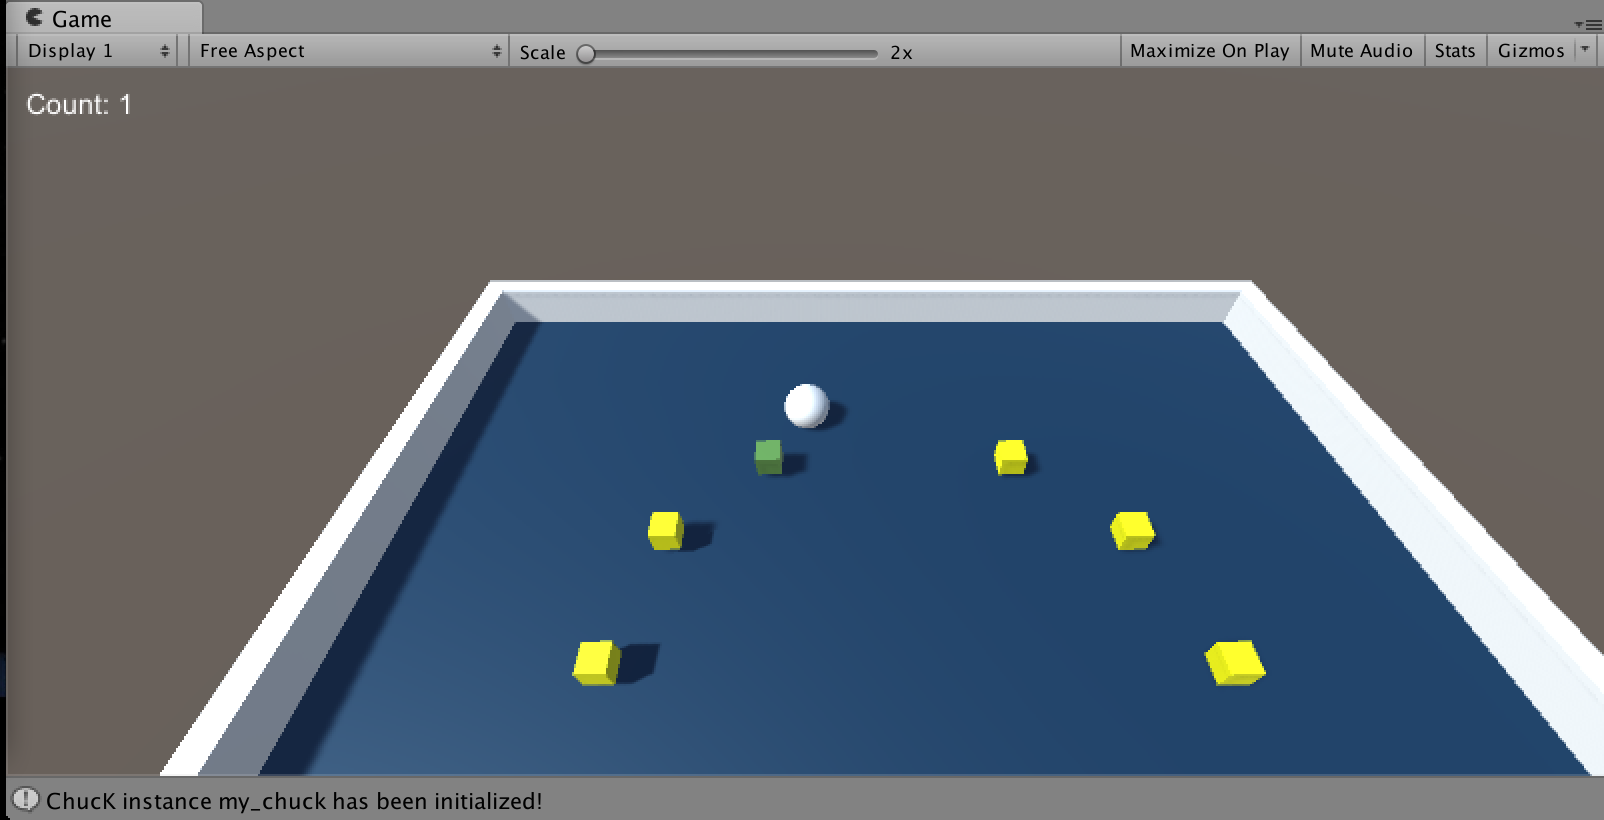 Game
Display 1 Free Aspect Scale 2x Maximize On Play Mute Audio Stats Gizmos
Count: 1
ChucK instance my_chuck has been initialized!